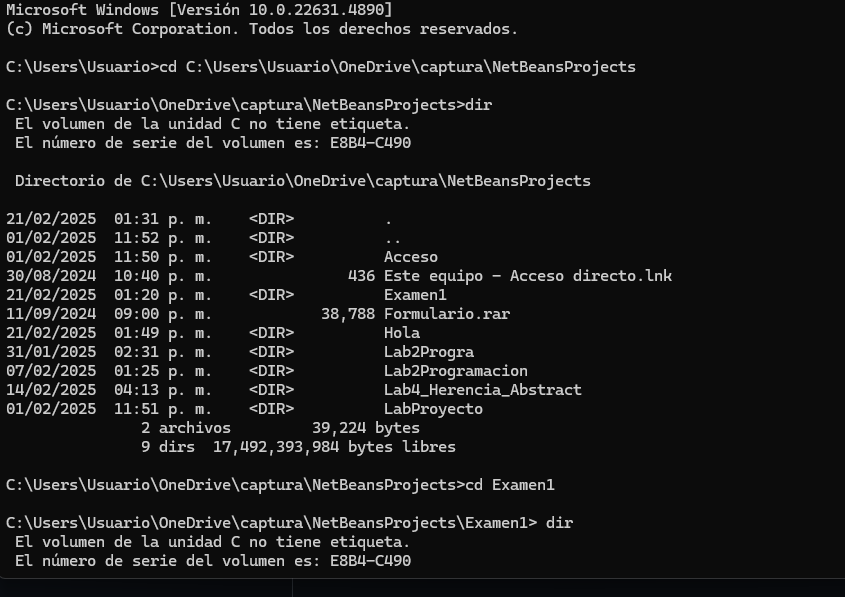 Microsoft Windows [Versión 10.0.22631.4890]
(c) Microsoft Corporation. Todos los derechos reservados.
C:\Users\Usuario>cd C:\Users\Usuario\OneDrive\captura\NetBeansProjects
C:\Users\Usuario\OneDrive\captura\NetBeansProjects>dir
El volumen de la unidad C no tiene etiqueta.
El número de serie del volumen es: E8B4-C490
Directorio de C:\Users\Usuario\OneDrive\captura\NetBeansProjects
21/02/2025  01:31 p. m.    <DIR>          .
01/02/2025  11:52 p. m.    <DIR>          ..
01/02/2025  11:50 p. m.    <DIR>          Acceso
30/08/2024  10:40 p. m.               436 Este equipo - Acceso directo.lnk
21/02/2025  01:20 p. m.    <DIR>          Examen1
11/09/2024  09:00 p. m.            38,788 Formulario.rar
21/02/2025  01:49 p. m.    <DIR>          Hola
31/01/2025  02:31 p. m.    <DIR>          Lab2Progra
07/02/2025  01:25 p. m.    <DIR>          Lab2Programacion
14/02/2025  04:13 p. m.    <DIR>          Lab4_Herencia_Abstract
01/02/2025  11:51 p. m.    <DIR>          LabProyecto
2 archivos         39,224 bytes
9 dirs  17,492,393,984 bytes libres
C:\Users\Usuario\OneDrive\captura\NetBeansProjects>cd Examen1
C:\Users\Usuario\OneDrive\captura\NetBeansProjects\Examen1> dir
El volumen de la unidad C no tiene etiqueta.
El número de serie del volumen es: E8B4-C490